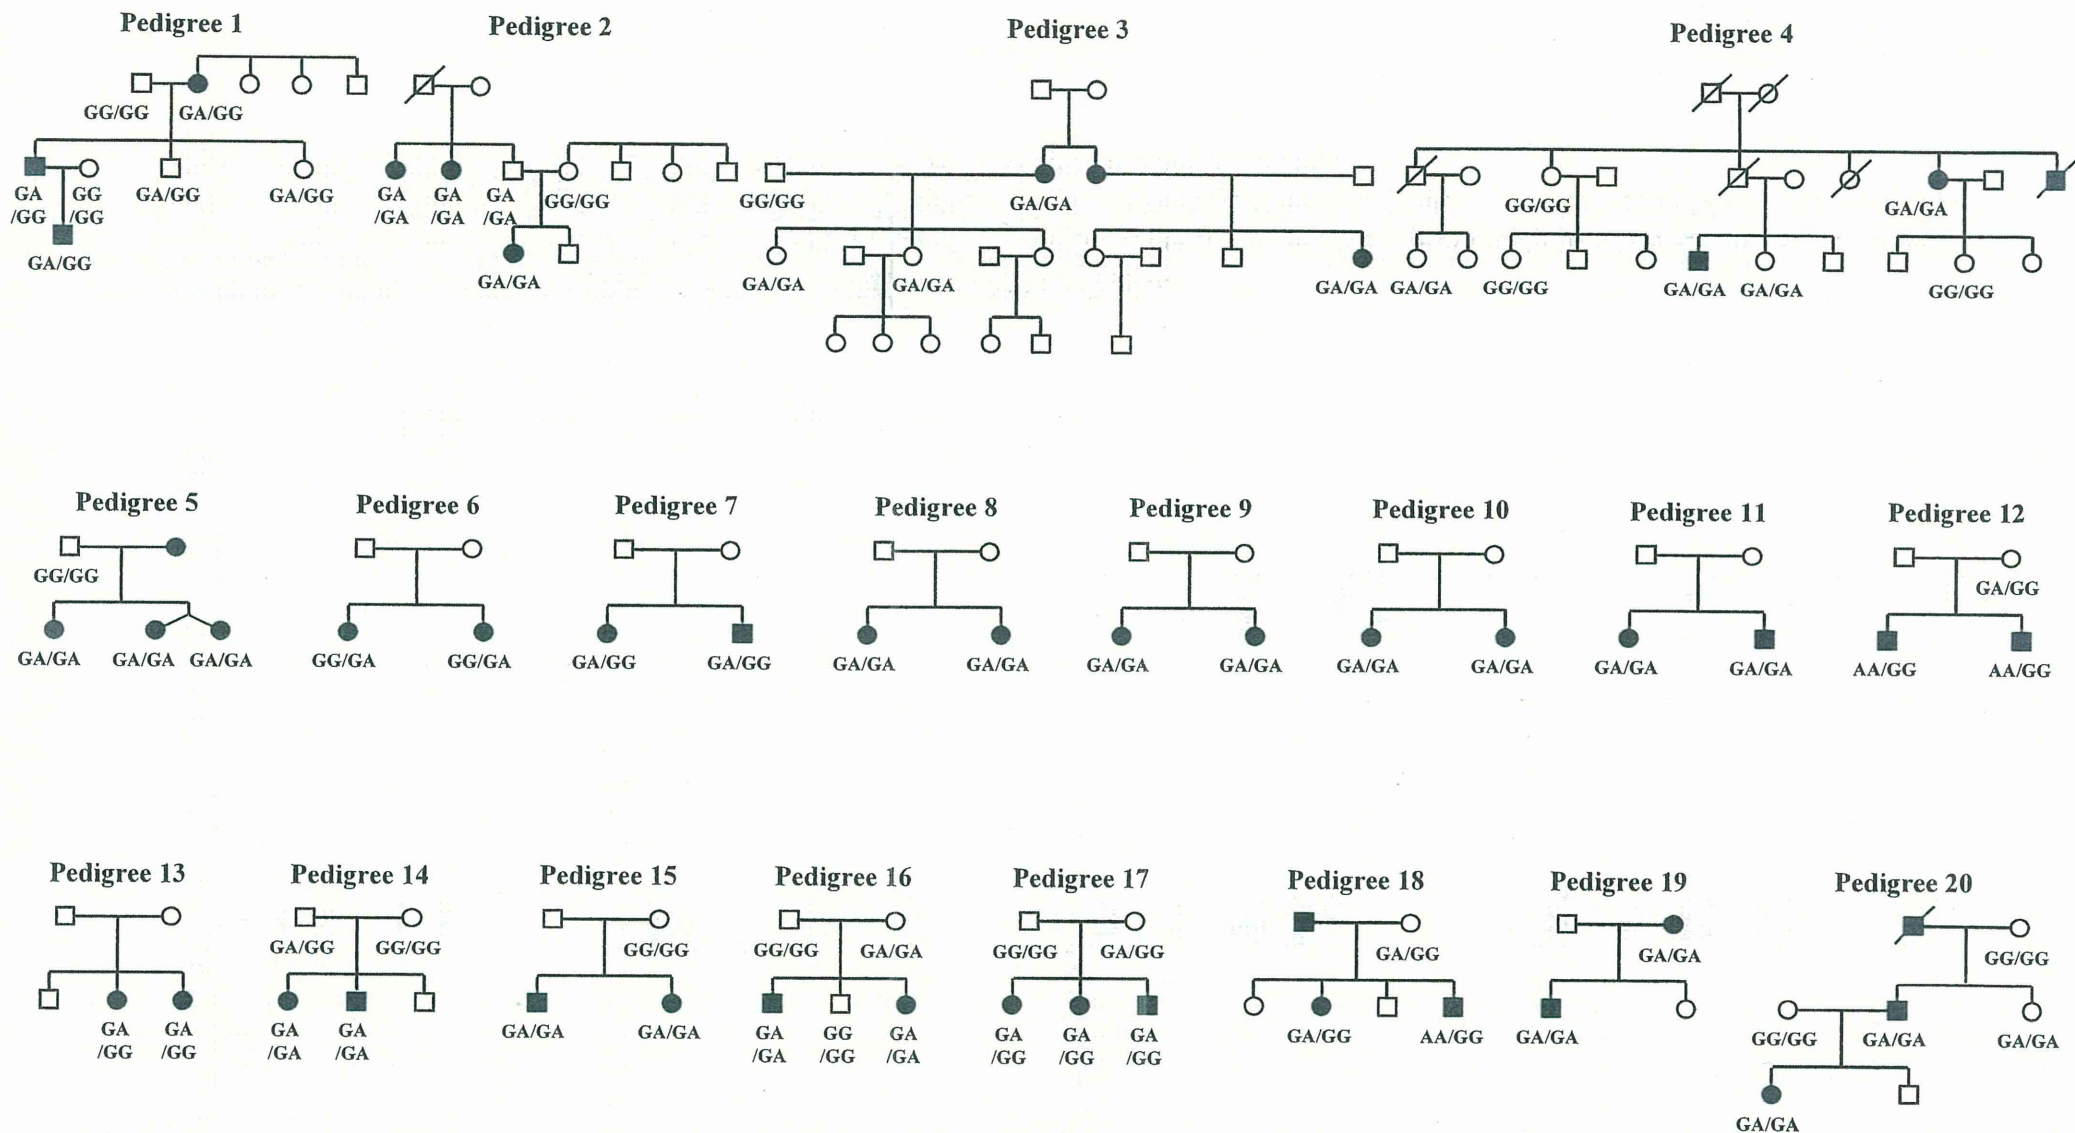 Pedigree 1
Pedigree 2
Pedigree 3
Pedigree 4
GG/GG GA/GG
GA
/GG
GG
/GG
GA/GG
GA/GG
GA/GG
GA
/GA
GA
/GA
GA
/GA
GG/GG
GA/GA
GG/GG
GA/GA
GA/GA
GA/GA
GA/GA
GG/GG
GA/GA
GA/GA
GG/GG
GA/GA
GA/GA
GG/GG
Pedigree 5
Pedigree 6
Pedigree 7
Pedigree 8
Pedigree 9
Pedigree 10
Pedigree 11
Pedigree 12
GG/GG
GA/GG
GA/GA
GA/GA
GA/GA
GG/GA
GG/GA
GA/GG
GA/GG
GA/GA
GA/GA
GA/GA
GA/GA
GA/GA
GA/GA
GA/GA
GA/GA
AA/GG
AA/GG
Pedigree 13
Pedigree 14
Pedigree 15
Pedigree 16
Pedigree 17
Pedigree 18
Pedigree 19
Pedigree 20
GA
/GG
GA
/GG
GA/GG
GG/GG
GA
/GA
GA
/GA
GG/GG
GA/GA
GA/GA
GG/GG
GA/GA
GA
/GA
GG
/GG
GA
/GA
GG/GG
GA/GG
GA
/GG
GA
/GG
GA
/GG
GA/GG
GA/GG
AA/GG
GA/GA
GA/GA
GG/GG
GG/GG
GA/GA
GA/GA
GA/GA